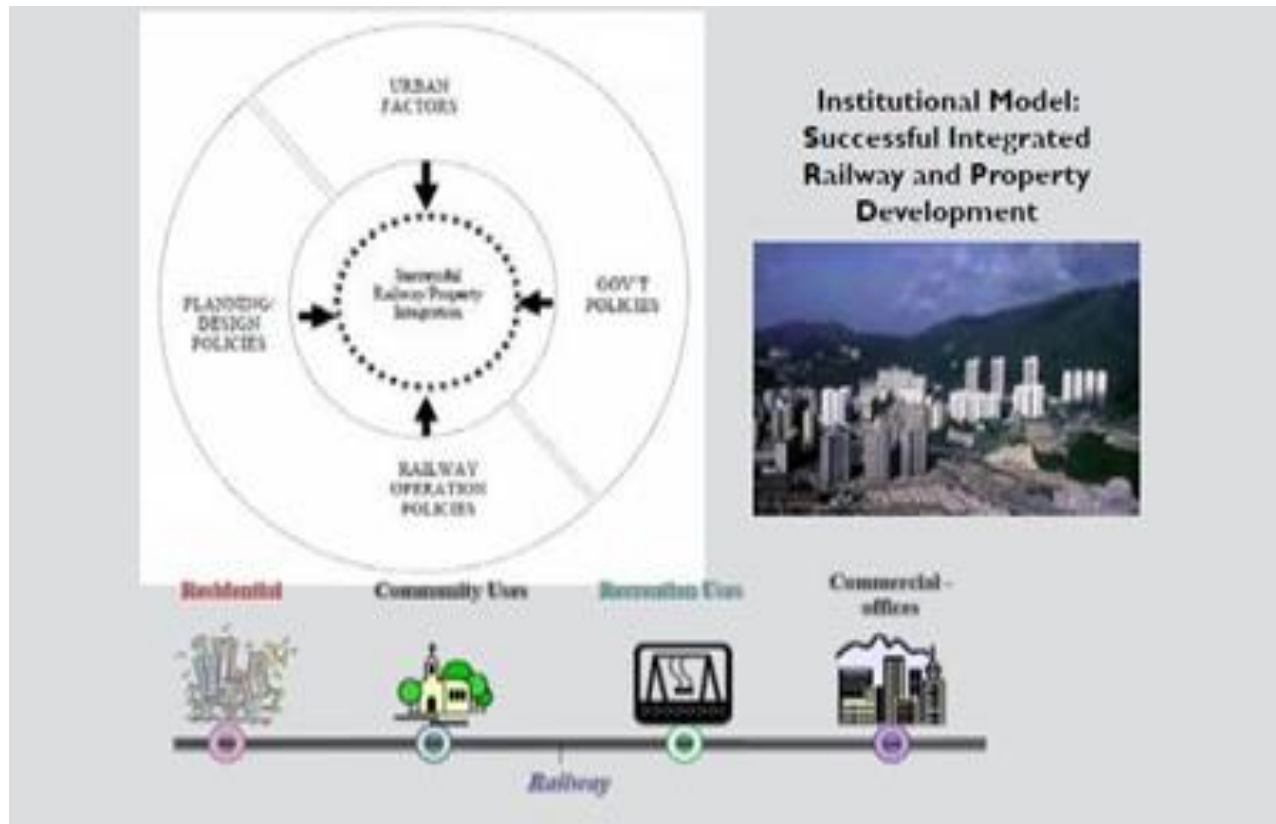 URBAN
FACTORS
Successful
Railway/Property
Integration
PLANNING/
DESIGN
POLICIES
GOV'T
POLICIES
RAILWAY
OPERATION
POLICIES
Institutional Model:
Successful Integrated
Railway and Property
Development
Residential
Community Uses
Recreation Uses
Commercial -
offices
Railway